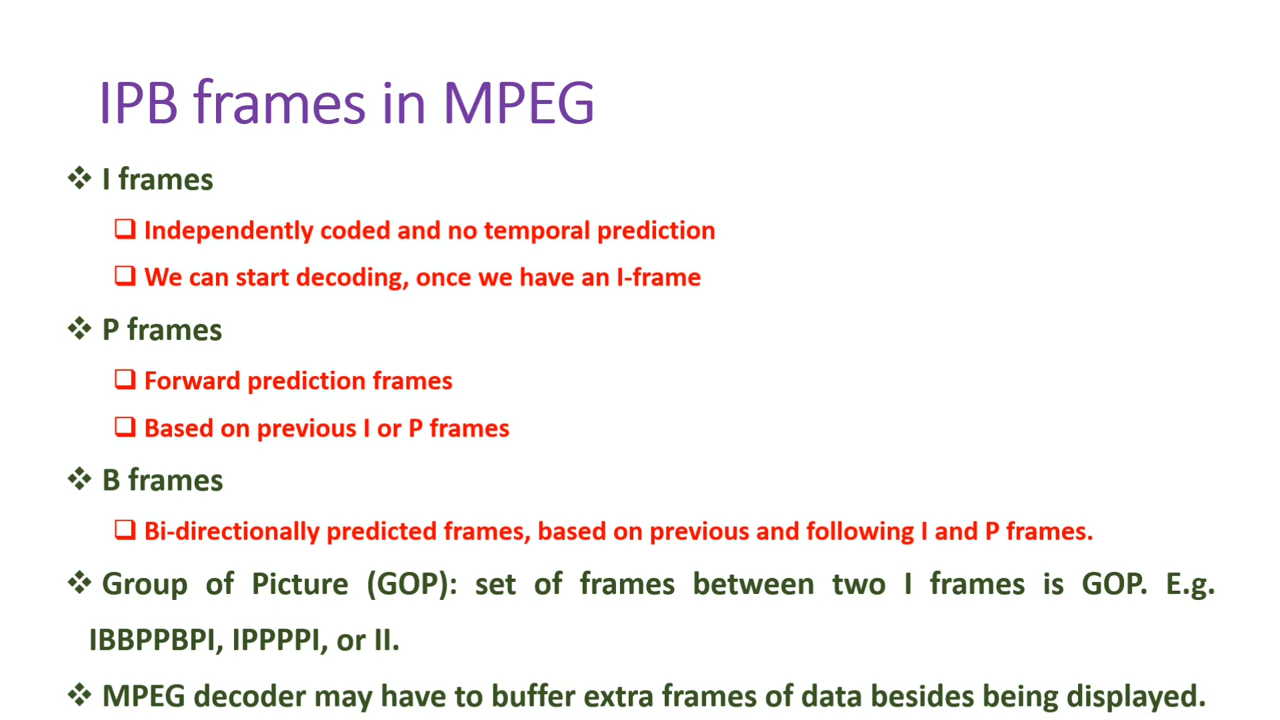 IPB frames in MPEG
❖ I frames
❑ Independently coded and no temporal prediction
❑ We can start decoding, once we have an I-frame
❖ P frames
❑ Forward prediction frames
❑ Based on previous I or P frames
❖ B frames
❑ Bi-directionally predicted frames, based on previous and following I and P frames.
❖ Group of Picture (GOP): set of frames between two I frames is GOP. E.g.
IBBPPBPI, IPPPPI, or II.
❖ MPEG decoder may have to buffer extra frames of data besides being displayed.